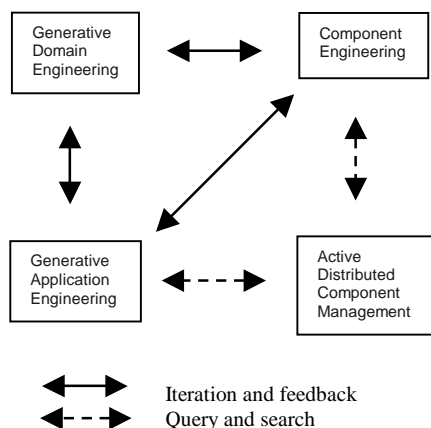 Generative
Domain
Engineering
Component
Engineering
Generative
Application
Engineering
Active
Distributed
Component
Management
Iteration and feedback
Query and search